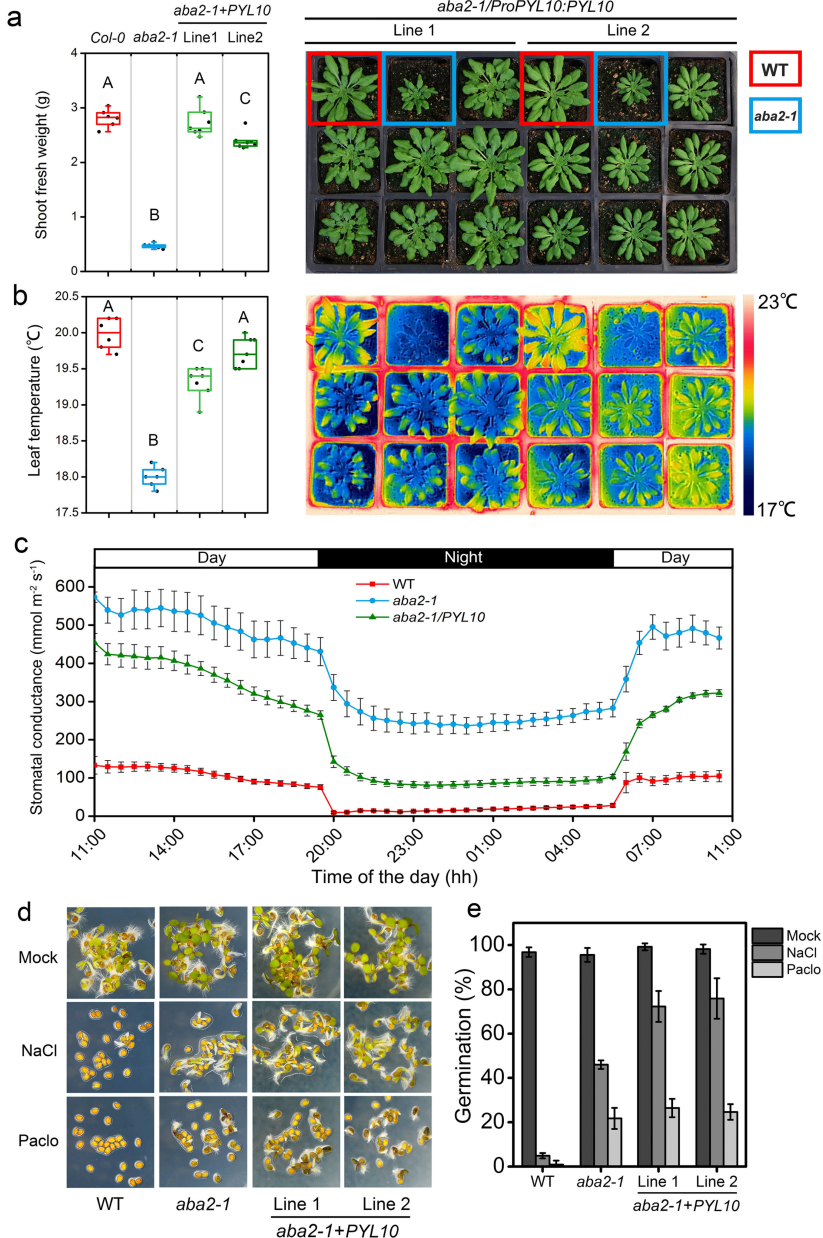 a
aba2-1+PYL10
Col-0 aba2-1 Line1 Line2
Shoot fresh weight (g)
4
3
2
1
0
A
B
A
C
aba2-1/ProPYL10:PYL10
Line 1 Line 2
WT
aba2-1
b
Leaf temperature (℃)
20.5
20.0
19.5
19.0
18.5
18.0
17.5
A
B
C
A
23℃
17℃
c
Day Night Day
Stomatal conductance (mmol m⁻² s⁻¹)
600
500
400
300
200
100
0
WT
aba2-1
aba2-1/PYL10
11:00 14:00 17:00 20:00 23:00 01:00 04:00 07:00 11:00
Time of the day (hh)
d
Mock
NaCl
Paclo
WT aba2-1 Line 1 Line 2
aba2-1+PYL10
e
Germination (%)
100
80
60
40
20
0
Mock
NaCl
Paclo
WT aba2-1 Line 1 Line 2
aba2-1+PYL10